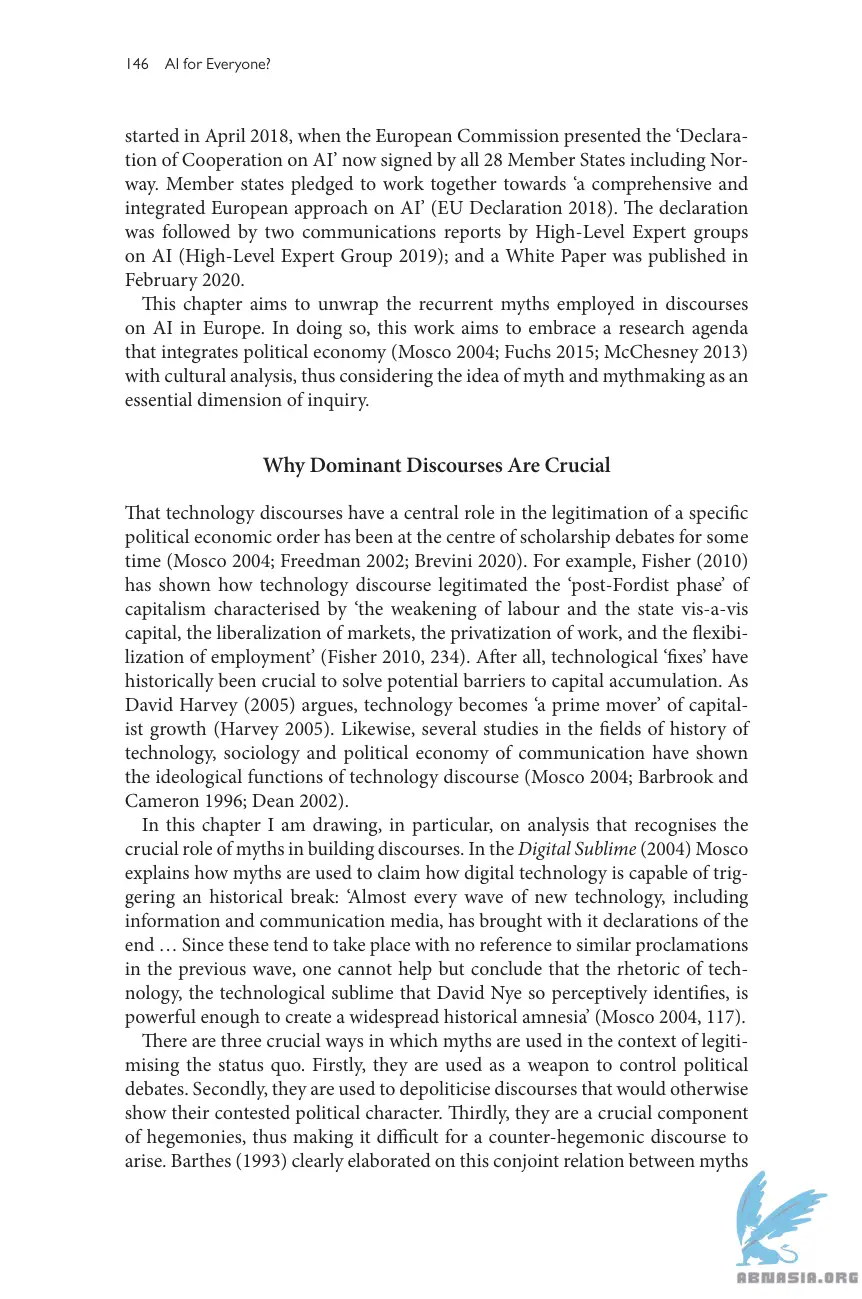 146 AI for Everyone?
started in April 2018, when the European Commission presented the ‘Declara-
tion of Cooperation on AI’ now signed by all 28 Member States including Nor-
way. Member states pledged to work together towards ‘a comprehensive and
integrated European approach on AI’ (EU Declaration 2018). The declaration
was followed by two communications reports by High-Level Expert groups
on AI (High-Level Expert Group 2019); and a White Paper was published in
February 2020.
This chapter aims to unwrap the recurrent myths employed in discourses
on AI in Europe. In doing so, this work aims to embrace a research agenda
that integrates political economy (Mosco 2004; Fuchs 2015; McChesney 2013)
with cultural analysis, thus considering the idea of myth and mythmaking as an
essential dimension of inquiry.
Why Dominant Discourses Are Crucial
That technology discourses have a central role in the legitimation of a specific
political economic order has been at the centre of scholarship debates for some
time (Mosco 2004; Freedman 2002; Brevini 2020). For example, Fisher (2010)
has shown how technology discourse legitimated the ‘post-Fordist phase’ of
capitalism characterised by ‘the weakening of labour and the state vis-a-vis
capital, the liberalization of markets, the privatization of work, and the flexibi-
lization of employment’ (Fisher 2010, 234). After all, technological ‘fixes’ have
historically been crucial to solve potential barriers to capital accumulation. As
David Harvey (2005) argues, technology becomes ‘a prime mover’ of capital-
ist growth (Harvey 2005). Likewise, several studies in the fields of history of
technology, sociology and political economy of communication have shown
the ideological functions of technology discourse (Mosco 2004; Barbrook and
Cameron 1996; Dean 2002).
In this chapter I am drawing, in particular, on analysis that recognises the
crucial role of myths in building discourses. In the Digital Sublime (2004) Mosco
explains how myths are used to claim how digital technology is capable of trig-
gering an historical break: ‘Almost every wave of new technology, including
information and communication media, has brought with it declarations of the
end … Since these tend to take place with no reference to similar proclamations
in the previous wave, one cannot help but conclude that the rhetoric of tech-
nology, the technological sublime that David Nye so perceptively identifies, is
powerful enough to create a widespread historical amnesia’ (Mosco 2004, 117).
There are three crucial ways in which myths are used in the context of legiti-
mising the status quo. Firstly, they are used as a weapon to control political
debates. Secondly, they are used to depoliticise discourses that would otherwise
show their contested political character. Thirdly, they are a crucial component
of hegemonies, thus making it difficult for a counter-hegemonic discourse to
arise. Barthes (1993) clearly elaborated on this conjoint relation between myths
ABNASIA.ORG